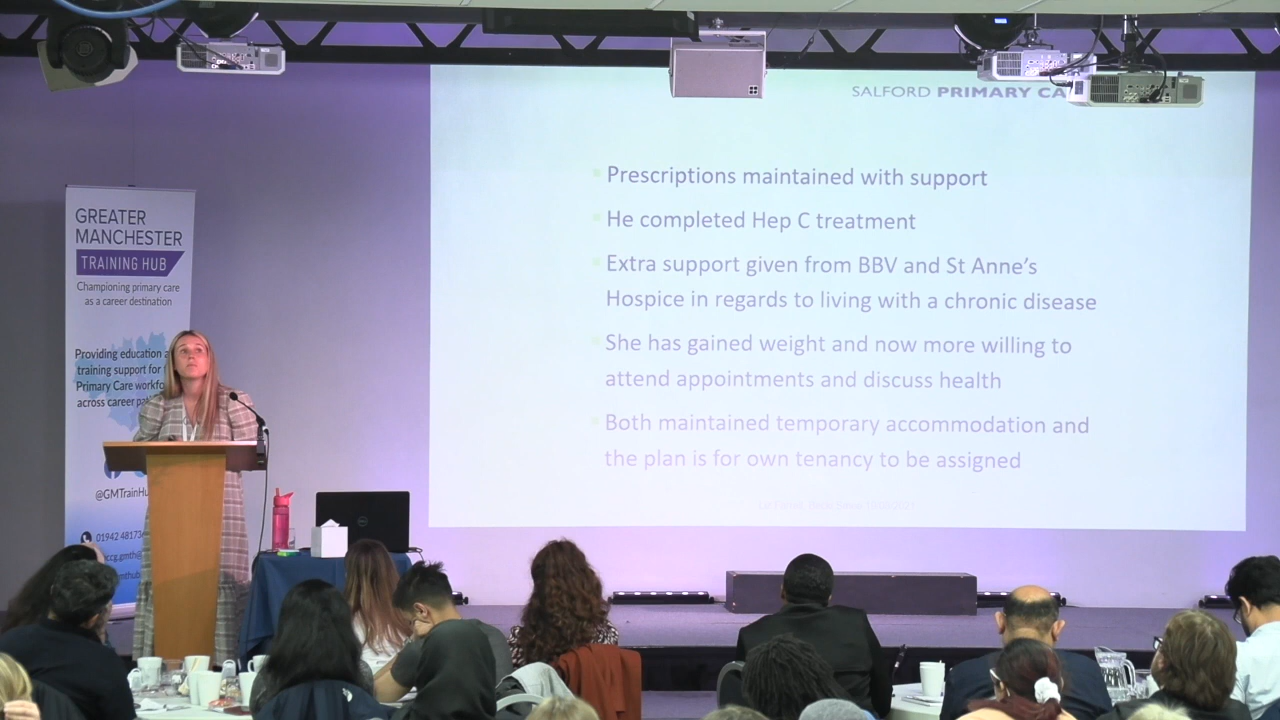 SALFORD PRIMARY CA
Prescriptions maintained with support
He completed Hep C treatment
Extra support given from BBV and St Anne's
Hospice in regards to living with a chronic disease
She has gained weight and now more willing to
attend appointments and discuss health
Both maintained temporary accommodation and
the plan is for own tenancy to be assigned
GREATER
MANCHESTER
TRAINING HUB
Championing primary care
as a career destination
Providing education a
training support for
Primary Care workfo
across career pa
@GMTrainHu
01942 48173